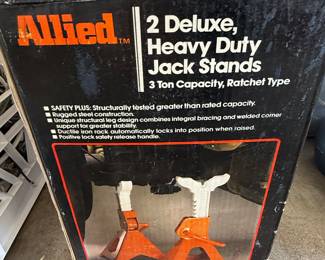 Allied TM
2 Deluxe,
Heavy Duty
Jack Stands
3 Ton Capacity, Ratchet Type
■ SAFETY PLUS: Structurally tested greater than rated capacity.
■ Rugged steel construction.
■ Unique structural leg design combines integral bracing and welded corner
support for greater stability.
■ Ductile iron rack automatically locks into position when raised.
■ Positive lock safety release handle.